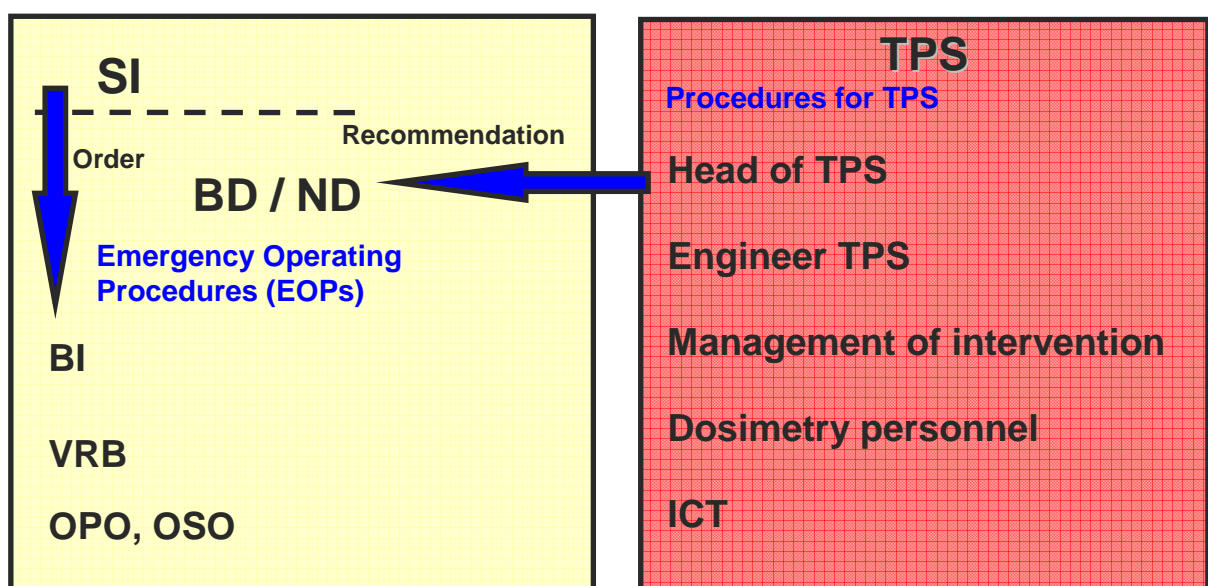 SI
Order
Recommendation
BD / ND
Emergency Operating
Procedures (EOPs)
BI
VRB
OPO, OSO
TPS
Procedures for TPS
Head of TPS
Engineer TPS
Management of intervention
Dosimetry personnel
ICT